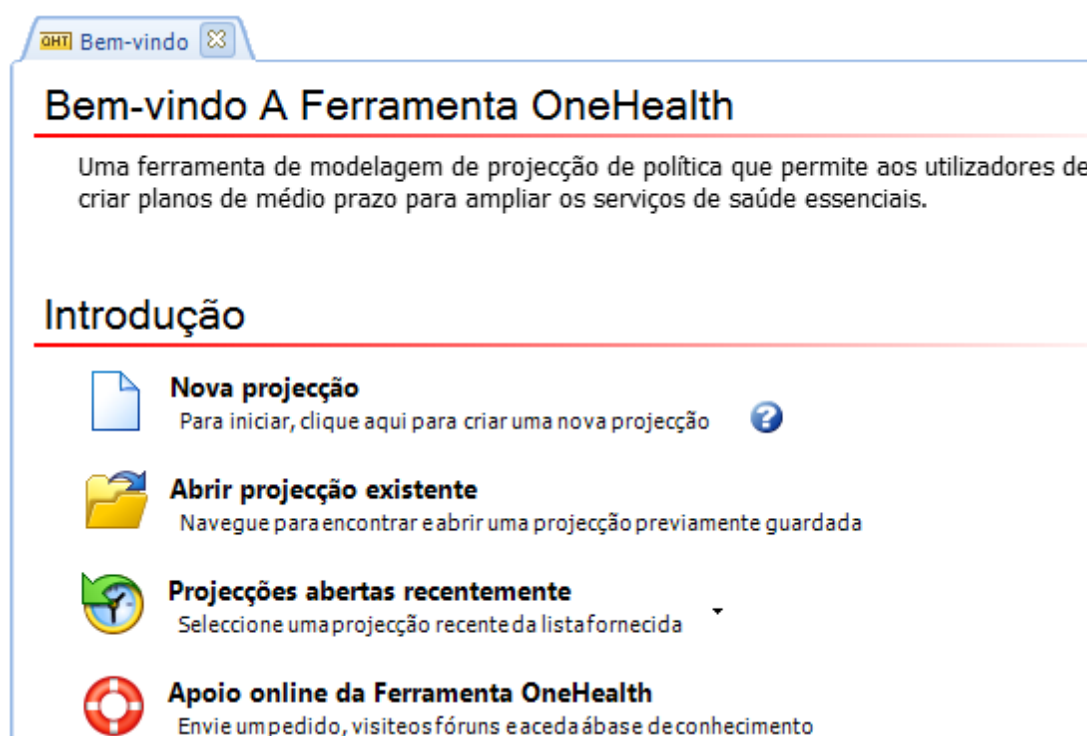 OHT Bem-vindo
Bem-vindo A Ferramenta OneHealth
Uma ferramenta de modelagem de projecção de política que permite aos utilizadores de
criar planos de médio prazo para ampliar os serviços de saúde essenciais.
Introdução
Nova projecção
Para iniciar, clique aqui para criar uma nova projecção
Abrir projecção existente
Navegue para encontrar e abrir uma projecção previamente guardada
Projecções abertas recentemente
Seleccione uma projecção recente da lista fornecida
Apoio online da Ferramenta OneHealth
Envie um pedido, visite os fóruns e aceda á base de conhecimento